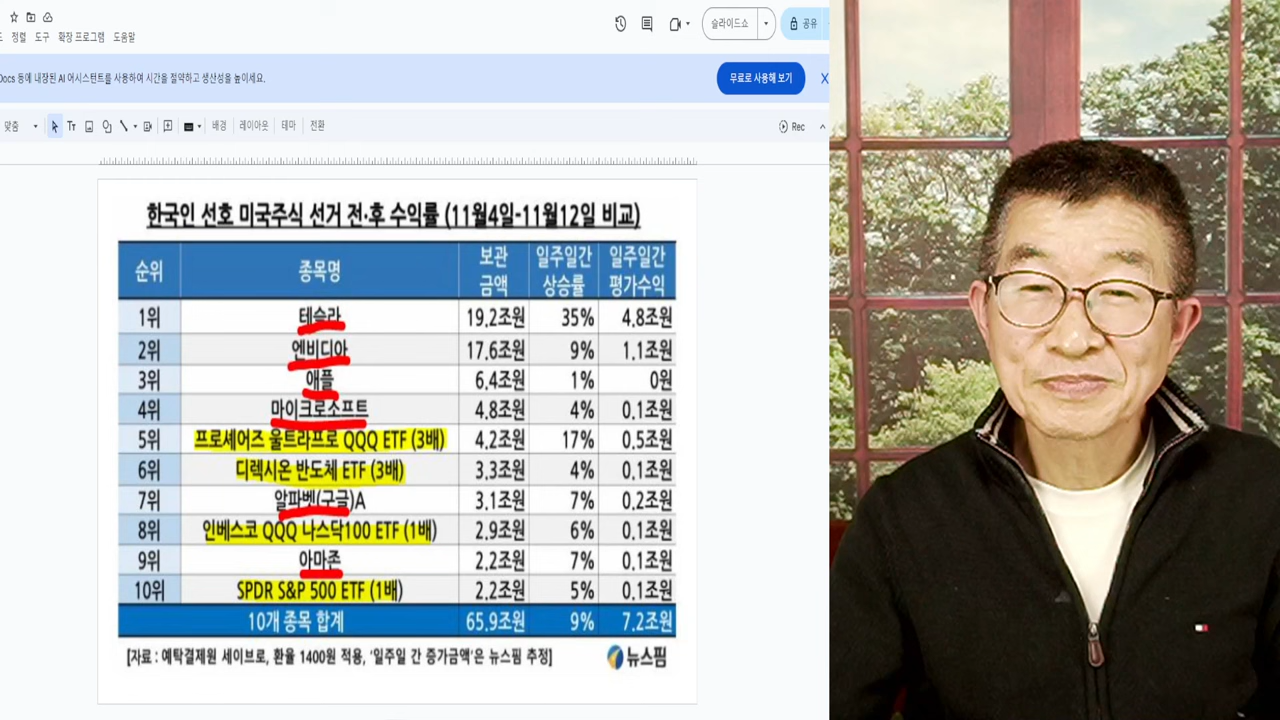 정렬 도구 확장 프로그램 도움말
슬라이드쇼
공유
Docs 등에 내장된 AI 어시스턴트를 사용하여 시간을 절약하고 생산성을 높이세요.
무료로 사용해 보기
X
맞춤
배경 레이아웃 테마 전환
Rec
한국인 선호 미국주식 선거 전·후 수익률 (11월4일-11월12일 비교)
순위 종목명 보관금액 일주일간상승률 일주일간평가수익
1위 테슬라 19.2조원 35% 4.8조원
2위 엔비디아 17.6조원 9% 1.1조원
3위 애플 6.4조원 1% 0원
4위 마이크로소프트 4.8조원 4% 0.1조원
5위 프로셰어즈 울트라프로 QQQ ETF (3배) 4.2조원 17% 0.5조원
6위 디렉시온 반도체 ETF (3배) 3.3조원 4% 0.1조원
7위 알파벳(구글)A 3.1조원 7% 0.2조원
8위 인베스코 QQQ 나스닥100 ETF (1배) 2.9조원 6% 0.1조원
9위 아마존 2.2조원 7% 0.1조원
10위 SPDR S&P 500 ETF (1배) 2.2조원 5% 0.1조원
10개 종목 합계 65.9조원 9% 7.2조원
[자료 : 예탁결제원 세이브로, 환율 1400원 적용, '일주일 간 증가금액'은 뉴스핌 추정]
뉴스핌